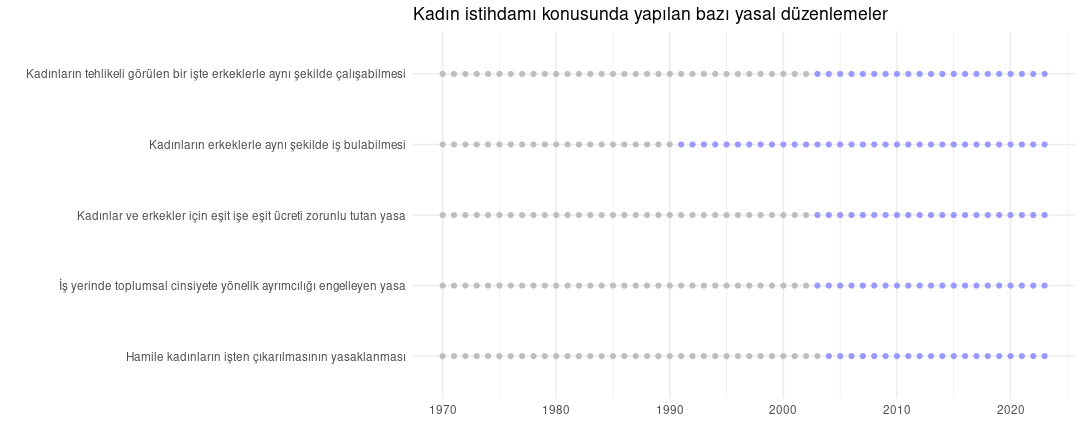 Kadın istihdamı konusunda yapılan bazı yasal düzenlemeler
Kadınların tehlikeli görülen bir işte erkeklerle aynı şekilde çalışabilmesi
Kadınların erkeklerle aynı şekilde iş bulabilmesi
Kadınlar ve erkekler için eşit işe eşit ücreti zorunlu tutan yasa
İş yerinde toplumsal cinsiyete yönelik ayrımcılığı engelleyen yasa
Hamile kadınların işten çıkarılmasının yasaklanması
1970 1980 1990 2000 2010 2020